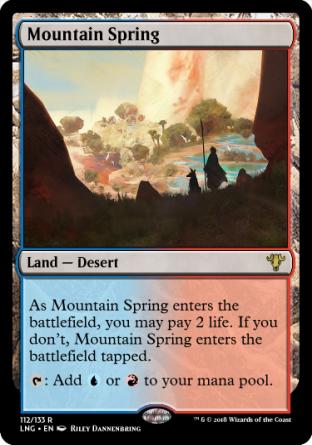 Mountain Spring
Land — Desert
As Mountain Spring enters the
battlefield, you may pay 2 life. If you
don't, Mountain Spring enters the
battlefield tapped.
: Add or to your mana pool.
112/133 R
LNG • EN Riley Dannenbring
™ & © 2018 Wizards of the Coast